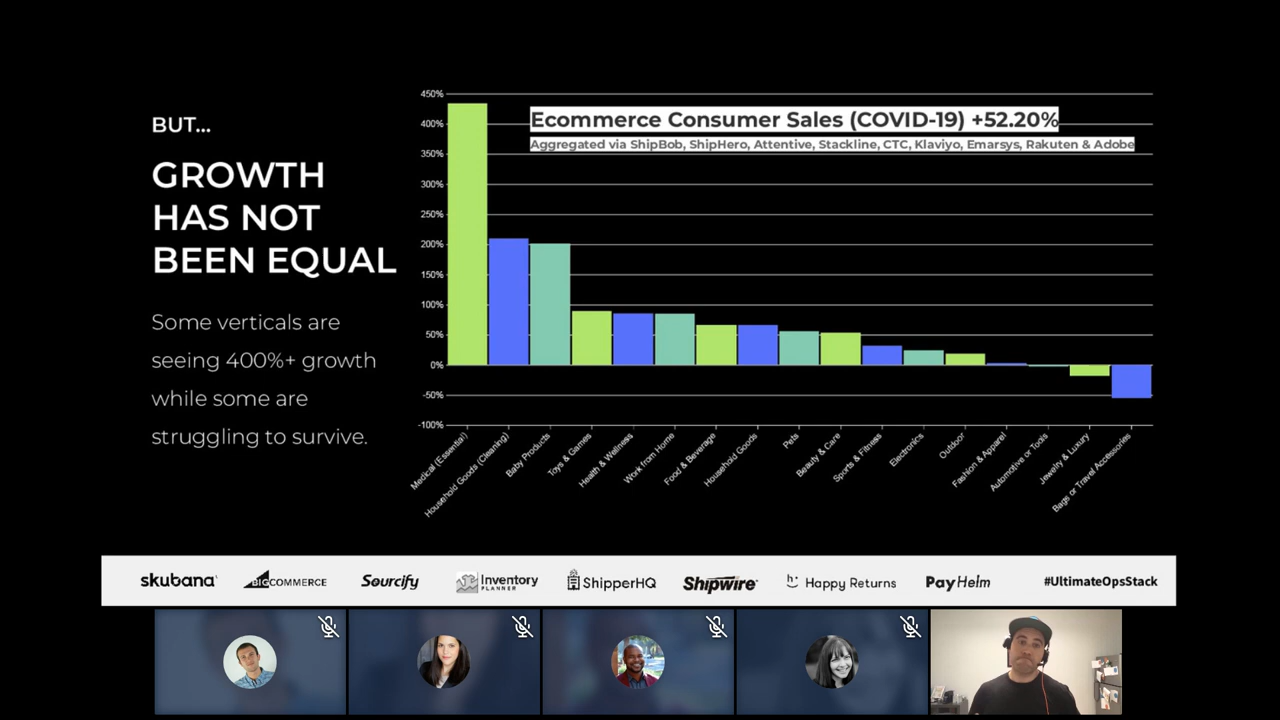 BUT...
GROWTH
HAS NOT
BEEN EQUAL
Some verticals are
seeing 400%+ growth
while some are
struggling to survive.
Ecommerce Consumer Sales (COVID-19) +52.20%
Aggregated via ShipBob, ShipHero, Attentive, Stackline, CTC, Klaviyo, Emarsys, Rakuten & Adobe
450%
400%
350%
300%
250%
200%
150%
100%
50%
0%
-50%
-100%
Medical (Essential)
Household Goods (Cleaning)
Baby Products
Toys & Games
Health & Wellness
Work from Home
Food & Beverage
Household Goods
Pets
Beauty & Care
Sports & Fitness
Electronics
Outdoor
Fashion & Apparel
Automotive or Tools
Jewelry & Luxury
Bags or Travel Accessories
skubana
BIGCOMMERCE
Sourcify
Inventory
PLANNER
ShipperHQ
Shipwire
Happy Returns
PayHelm
#UltimateOpsStack